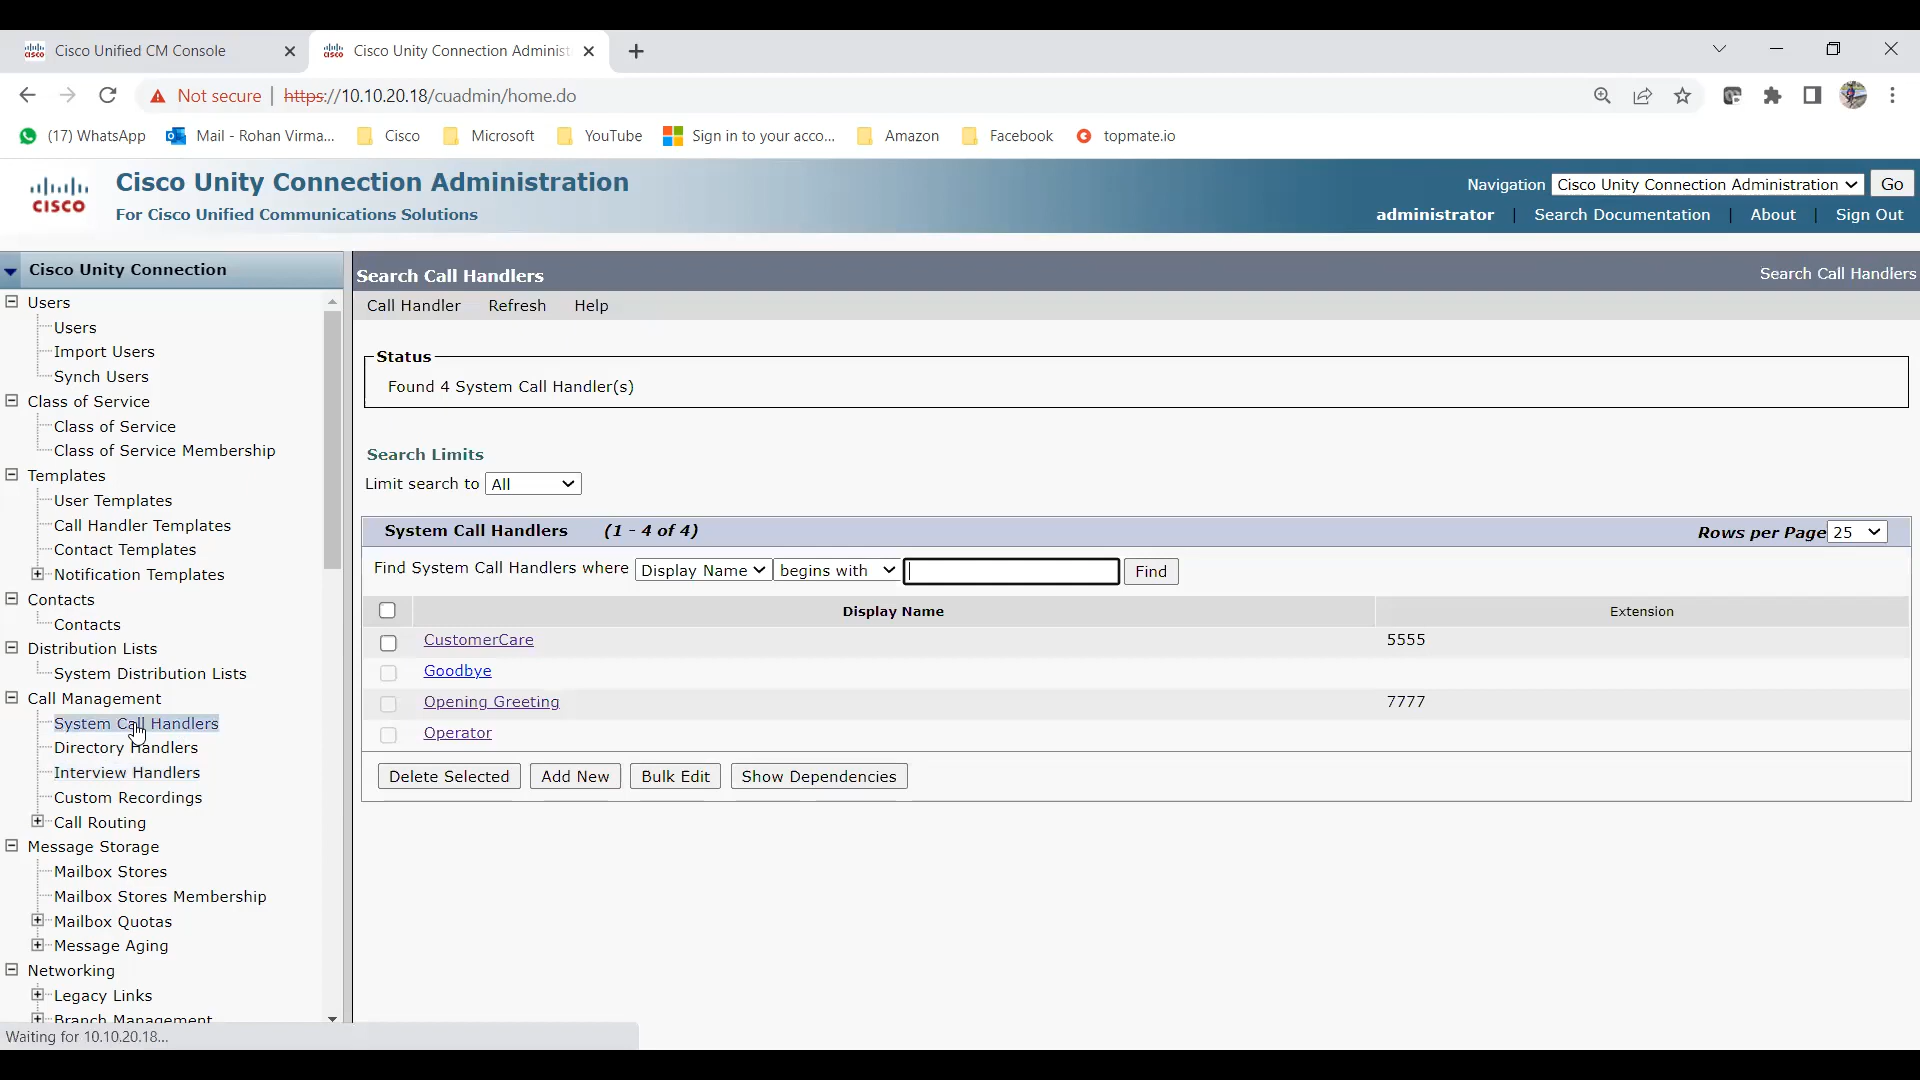 Cisco Unified CM Console
Cisco Unity Connection Administ
Not secure https://10.10.20.18/cuadmin/home.do
(17) WhatsApp Mail - Rohan Virma... Cisco Microsoft YouTube Sign in to your acco... Amazon Facebook topmate.io
CISCO
Cisco Unity Connection Administration
For Cisco Unified Communications Solutions
Navigation Cisco Unity Connection Administration Go
administrator | Search Documentation | About | Sign Out
Cisco Unity Connection
Users
Users
Import Users
Synch Users
Class of Service
Class of Service
Class of Service Membership
Templates
User Templates
Call Handler Templates
Contact Templates
Notification Templates
Contacts
Contacts
Distribution Lists
System Distribution Lists
Call Management
System Call Handlers
Directory Handlers
Interview Handlers
Custom Recordings
Call Routing
Message Storage
Mailbox Stores
Mailbox Stores Membership
Mailbox Quotas
Message Aging
Networking
Legacy Links
Branch Management
Waiting for 10.10.20.18...
Search Call Handlers Search Call Handlers
Call Handler Refresh Help
Status
Found 4 System Call Handler(s)
Search Limits
Limit search to All
System Call Handlers (1 - 4 of 4) Rows per Page 25
Find System Call Handlers where Display Name begins with Find
Display Name Extension
CustomerCare 5555
Goodbye
Opening Greeting 7777
Operator
Delete Selected Add New Bulk Edit Show Dependencies